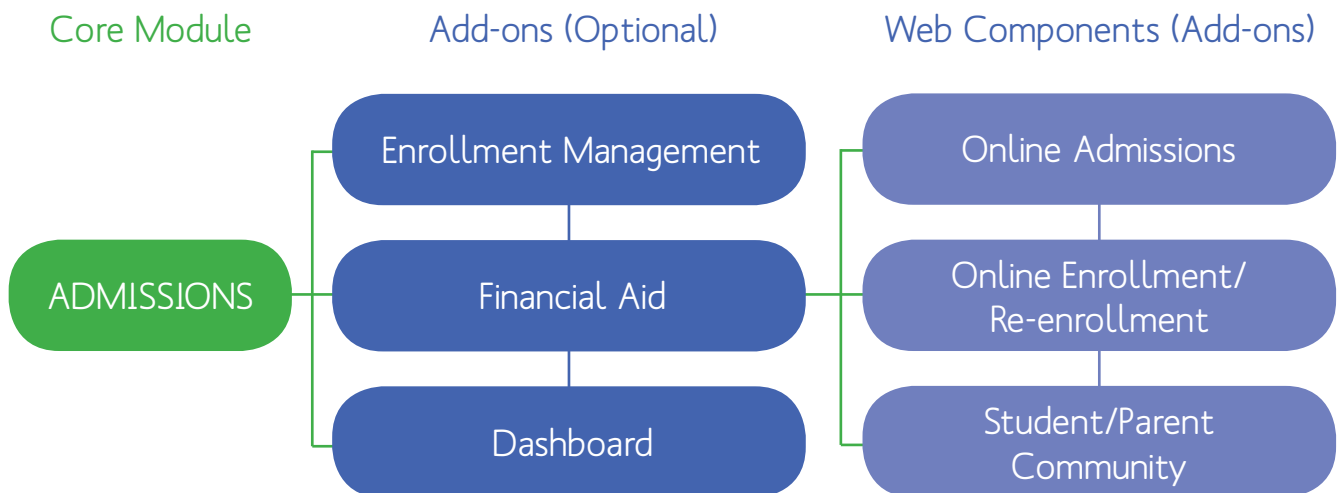 Core Module
Add-ons (Optional)
Web Components (Add-ons)
ADMISSIONS
Enrollment Management
Financial Aid
Dashboard
Online Admissions
Online Enrollment/
Re-enrollment
Student/Parent
Community